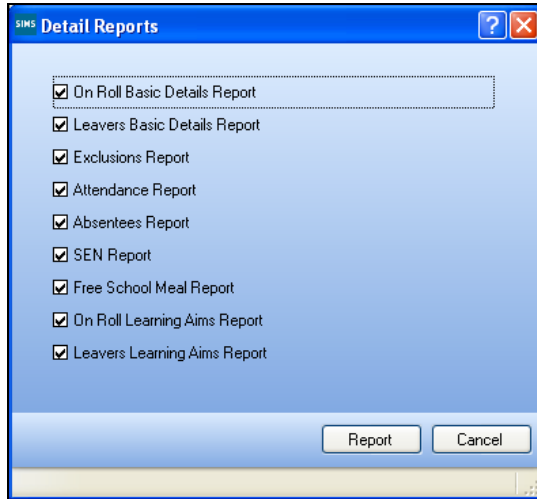 SIMS Detail Reports ?
On Roll Basic Details Report
Leavers Basic Details Report
Exclusions Report
Attendance Report
Absentees Report
SEN Report
Free School Meal Report
On Roll Learning Aims Report
Leavers Learning Aims Report
Report Cancel